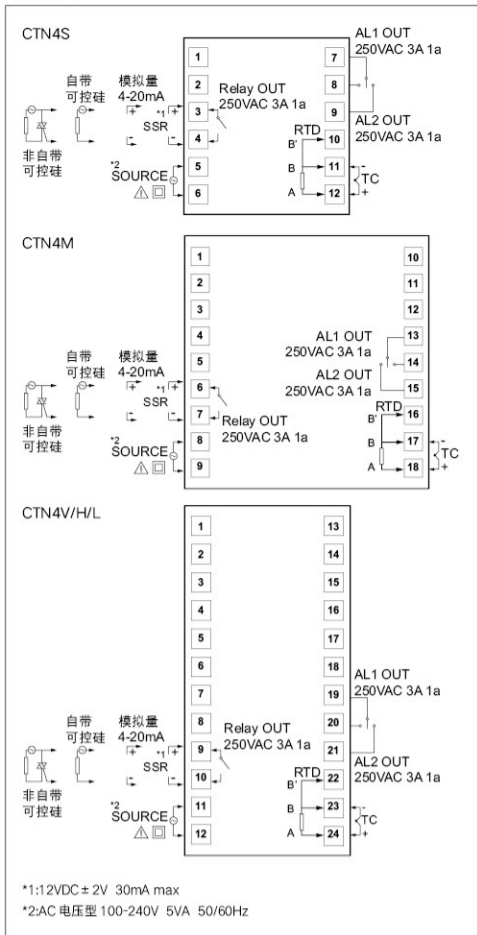 CTN4S
1
2
3
4
5
6
7
8
9
10
11
12
AL1 OUT
250VAC 3A 1a
AL2 OUT
250VAC 3A 1a
Relay OUT
250VAC 3A 1a
自带
可控硅
模拟量
4-20mA
+ *1 +
SSR
- -
非自带
可控硅
*2
SOURCE
RTD
B'
B
A
-
TC
+
CTN4M
1
2
3
4
5
6
7
8
9
10
11
12
13
14
15
16
17
18
AL1 OUT
250VAC 3A 1a
AL2 OUT
250VAC 3A 1a
自带
可控硅
模拟量
4-20mA
+ *1 +
SSR
- -
非自带
可控硅
Relay OUT
250VAC 3A 1a
*2
SOURCE
RTD
B'
B
A
-
TC
+
CTN4V/H/L
1
2
3
4
5
6
7
8
9
10
11
12
13
14
15
16
17
18
19
20
21
22
23
24
AL1 OUT
250VAC 3A 1a
AL2 OUT
250VAC 3A 1a
Relay OUT
250VAC 3A 1a
自带
可控硅
模拟量
4-20mA
+ *1 +
SSR
- -
非自带
可控硅
*2
SOURCE
RTD
B'
B
A
-
TC
+
*1:12VDC ± 2V 30mA max
*2:AC 电压型 100-240V 5VA 50/60Hz